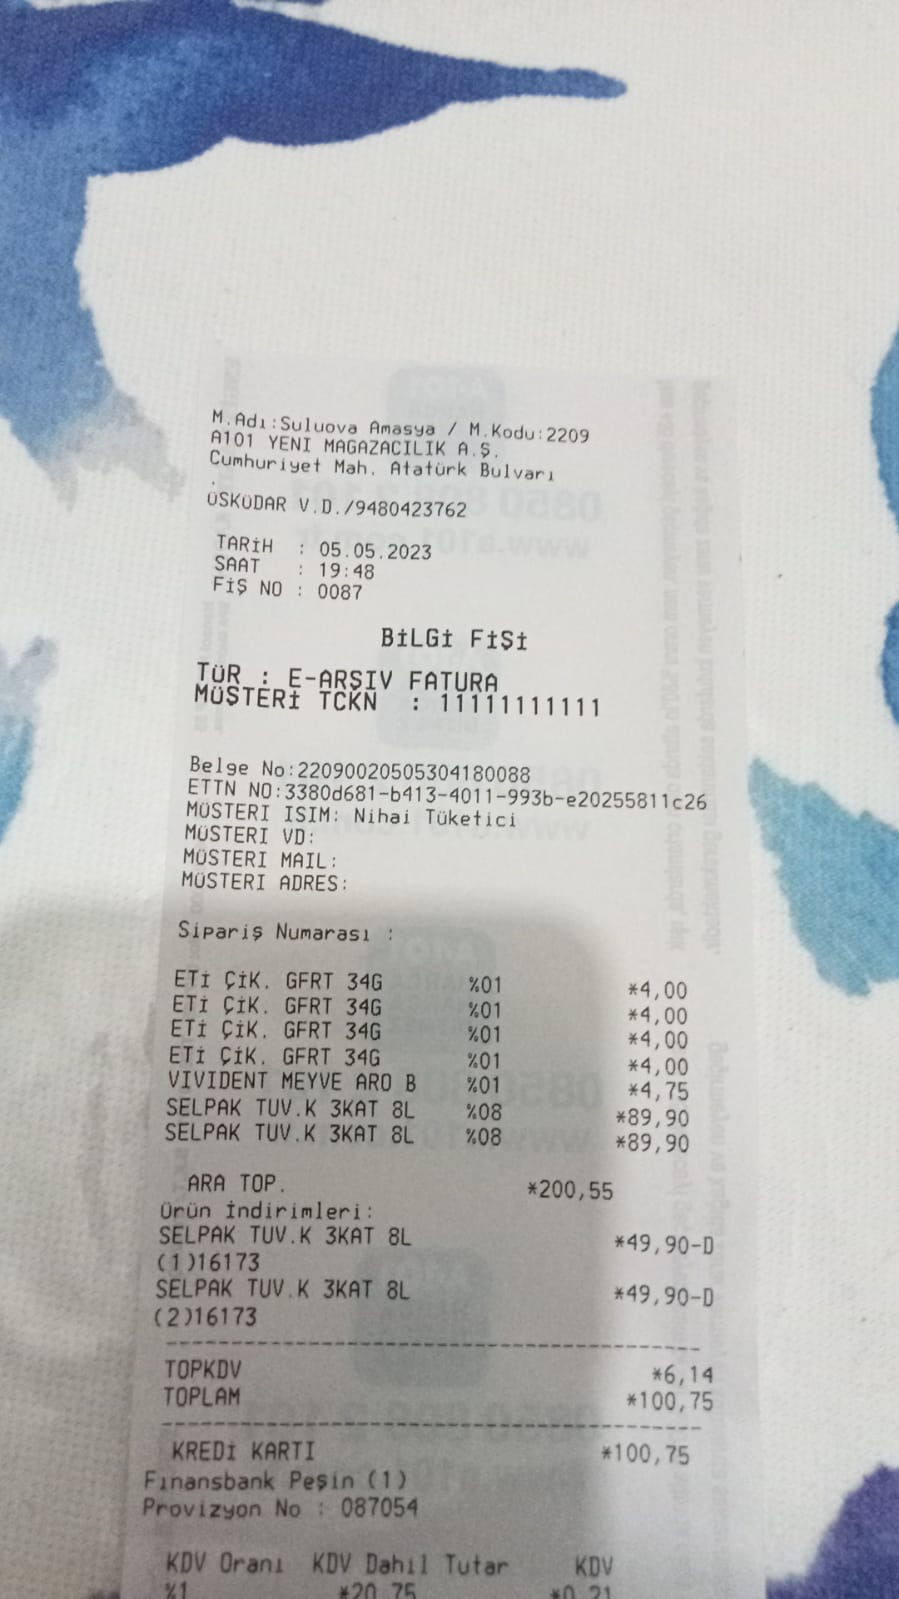 M.Adı:Suluova Amasya / M.Kodu:2209
A101 YENI MAGAZACILIK A.Ş.
Cumhuriyet Mah. Atatürk Bulvarı
.
ÜSKÜDAR V.D./9480423762
TARİH : 05.05.2023
SAAT : 19:48
FİŞ NO : 0087
BİLGİ FİŞİ
TÜR : E-ARŞIV FATURA
MÜŞTERİ TCKN : 11111111111
Belge No:22090020505304180088
ETTN NO:3380d681-b413-4011-993b-e20255811c26
MÜSTERI ISIM: Nihai Tüketici
MÜSTERI VD:
MÜSTERI MAIL:
MÜSTERI ADRES:
Sipariş Numarası :
ETİ ÇİK. GFRT 34G %01 *4,00
ETİ ÇİK. GFRT 34G %01 *4,00
ETİ ÇİK. GFRT 34G %01 *4,00
ETİ ÇİK. GFRT 34G %01 *4,00
VIVIDENT MEYVE ARO B %01 *4,75
SELPAK TUV.K 3KAT 8L %08 *89,90
SELPAK TUV.K 3KAT 8L %08 *89,90
ARA TOP. *200,55
Ürün İndirimleri:
SELPAK TUV.K 3KAT 8L *49,90-D
(1)16173
SELPAK TUV.K 3KAT 8L *49,90-D
(2)16173
TOPKDV *6,14
TOPLAM *100,75
KREDİ KARTI *100,75
Finansbank Peşin (1)
Provizyon No : 087054
KDV Oranı KDV Dahil Tutar KDV
%1 *20,75 *0,21